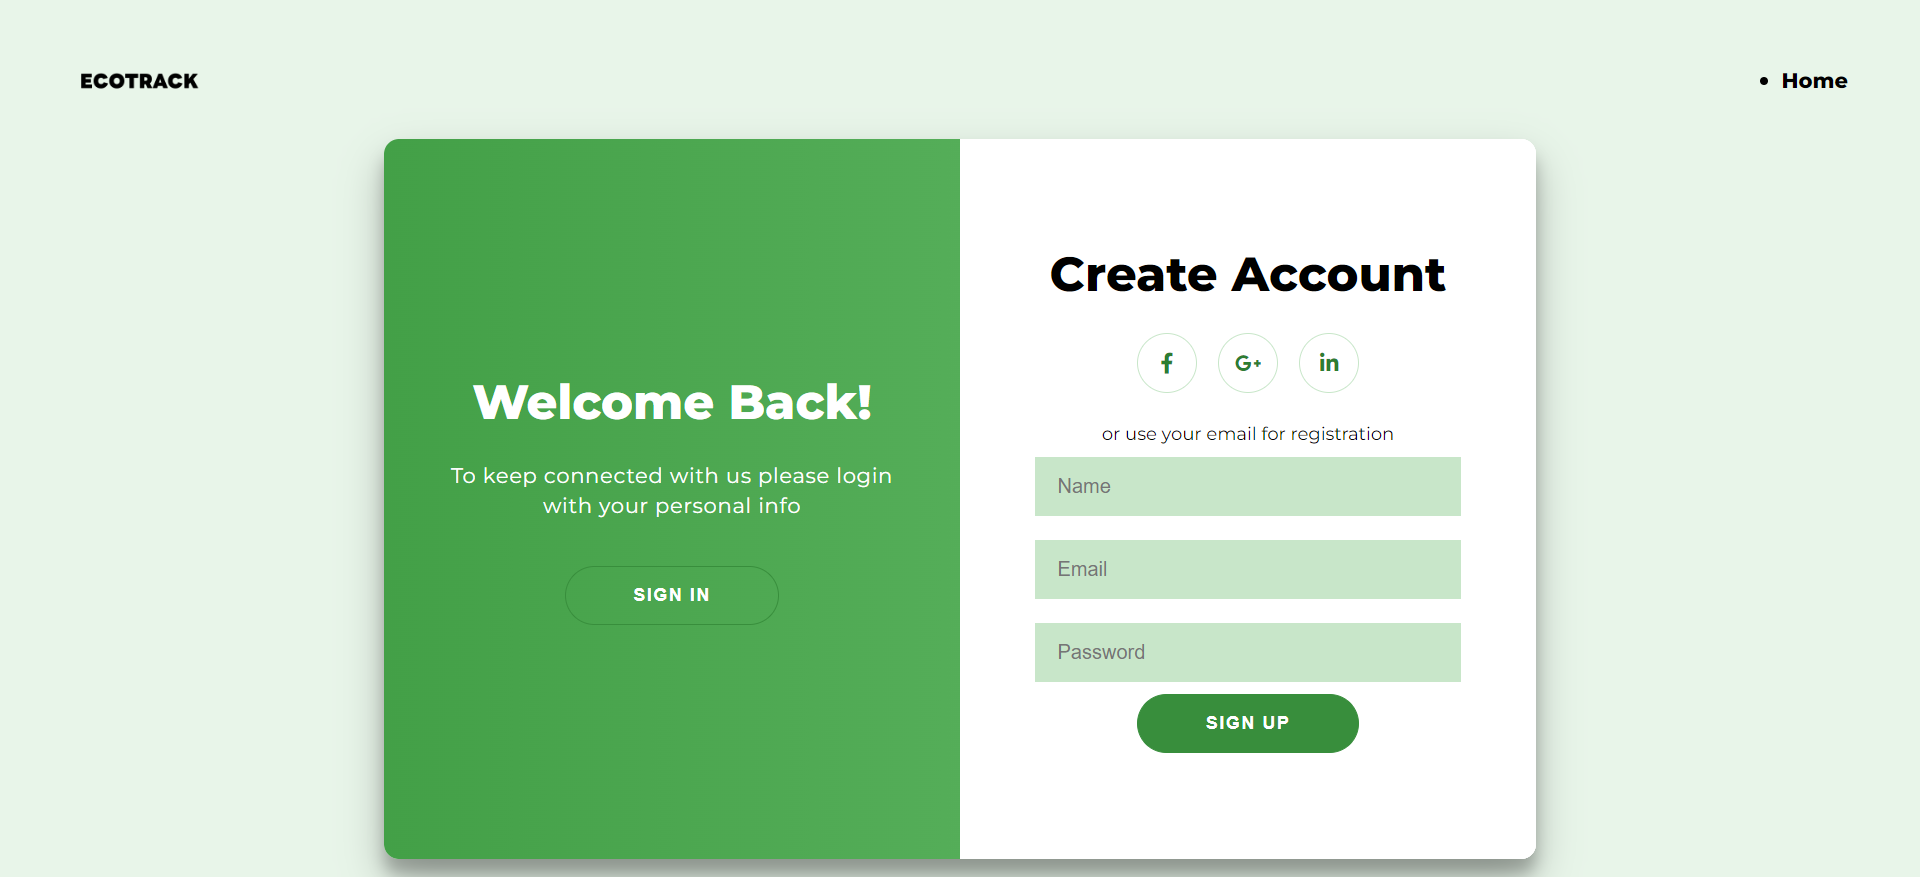 ECOTRACK
Home
Welcome Back!
To keep connected with us please login
with your personal info
SIGN IN
Create Account
f
G+
in
or use your email for registration
Name
Email
Password
SIGN UP